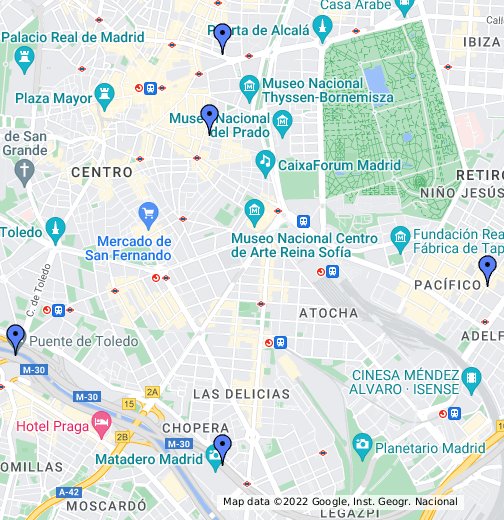 Casa Árabe
Palacio Real de Madrid
Puerta de Alcalá
IBIZA
Museo Nacional
Thyssen-Bornemisza
Plaza Mayor
Museo Nacional
del Prado
de San
Grande
CENTRO
CaixaForum Madrid
RETIRO
NIÑO JESÚS
Toledo
Mercado de
San Fernando
Museo Nacional Centro
de Arte Reina Sofía
Fundación Rea
Fábrica de Tap
C. de Toledo
PACÍFICO
ATOCHA
Puente de Toledo
ADELF
M-30
CINESA MÉNDEZ
ALVARO - ISENSE
M-30
15
2A
LAS DELICIAS
Hotel Praga
2B
CHOPERA
M-30
Matadero Madrid
Planetario Madrid
OMILLAS
A-42
MOSCARDÓ
LEGAZPI
Map data ©2022 Google, Inst. Geogr. Nacional